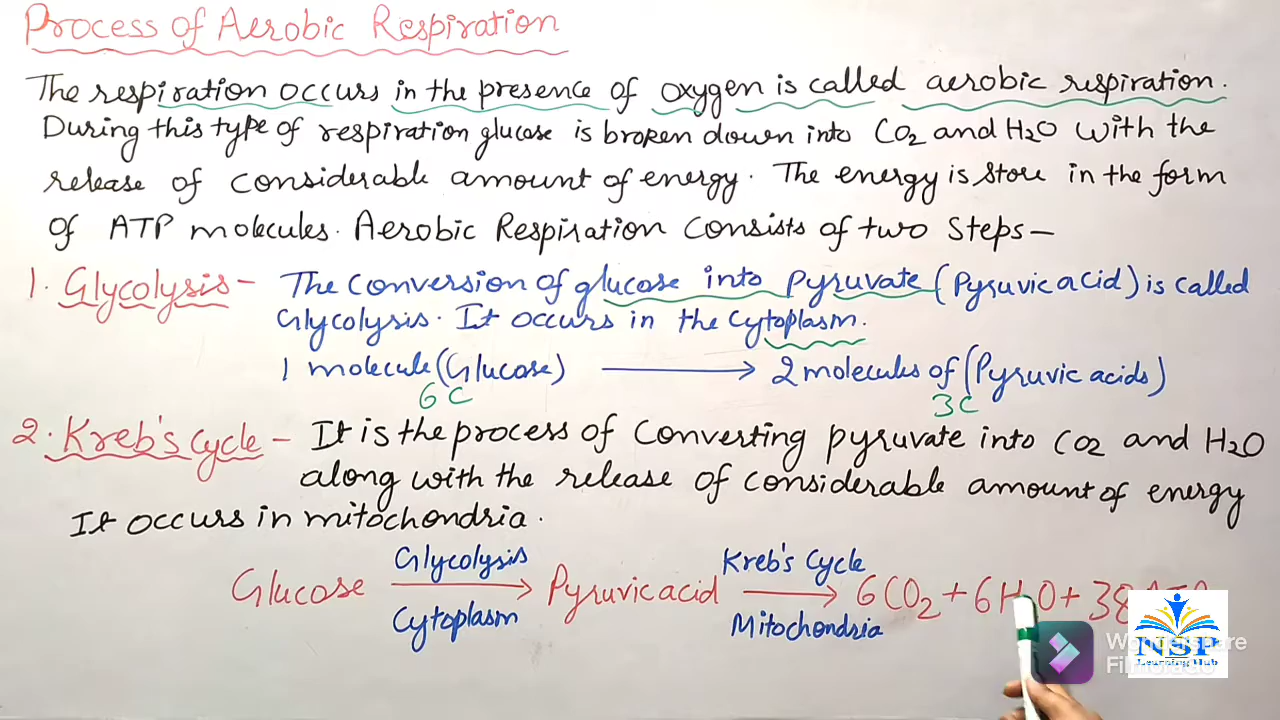 Process of Aerobic Respiration
The respiration occurs in the presence of oxygen is called aerobic respiration.
During this type of respiration glucose is broken down into CO2 and H2O with the
release of considerable amount of energy. The energy is store in the form
of ATP molecules. Aerobic Respiration consists of two steps-
1. Glycolysis- The conversion of glucose into pyruvate (Pyruvic acid) is called
Glycolysis. It occurs in the cytoplasm.
1 molecule (Glucose) → 2 molecules of (Pyruvic acids)
6C 3C
2. Kreb's Cycle - It is the process of converting pyruvate into CO2 and H2O
along with the release of considerable amount of energy
It occurs in mitochondria.
Glycolysis Kreb's Cycle
Glucose → Pyruvic acid → 6CO2 + 6H2O + 38 ATP
Cytoplasm Mitochondria
Wondershare
Filmora
NSP
Learning Hub